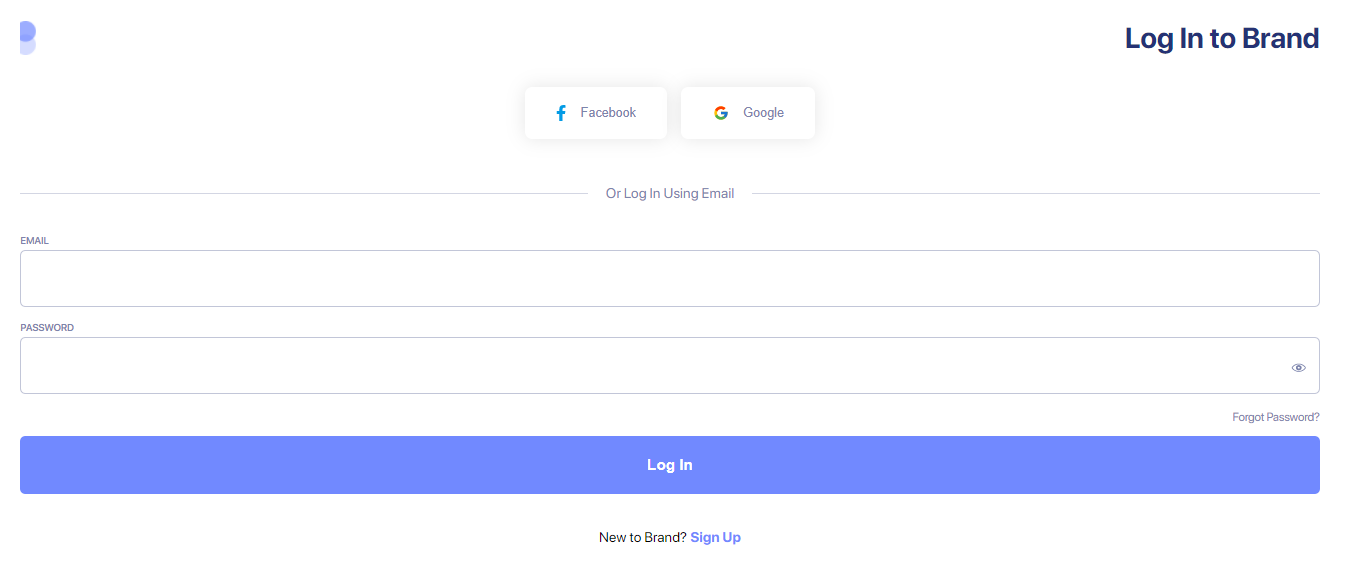 Log In to Brand
Facebook
Google
Or Log In Using Email
EMAIL
PASSWORD
Forgot Password?
Log In
New to Brand? Sign Up